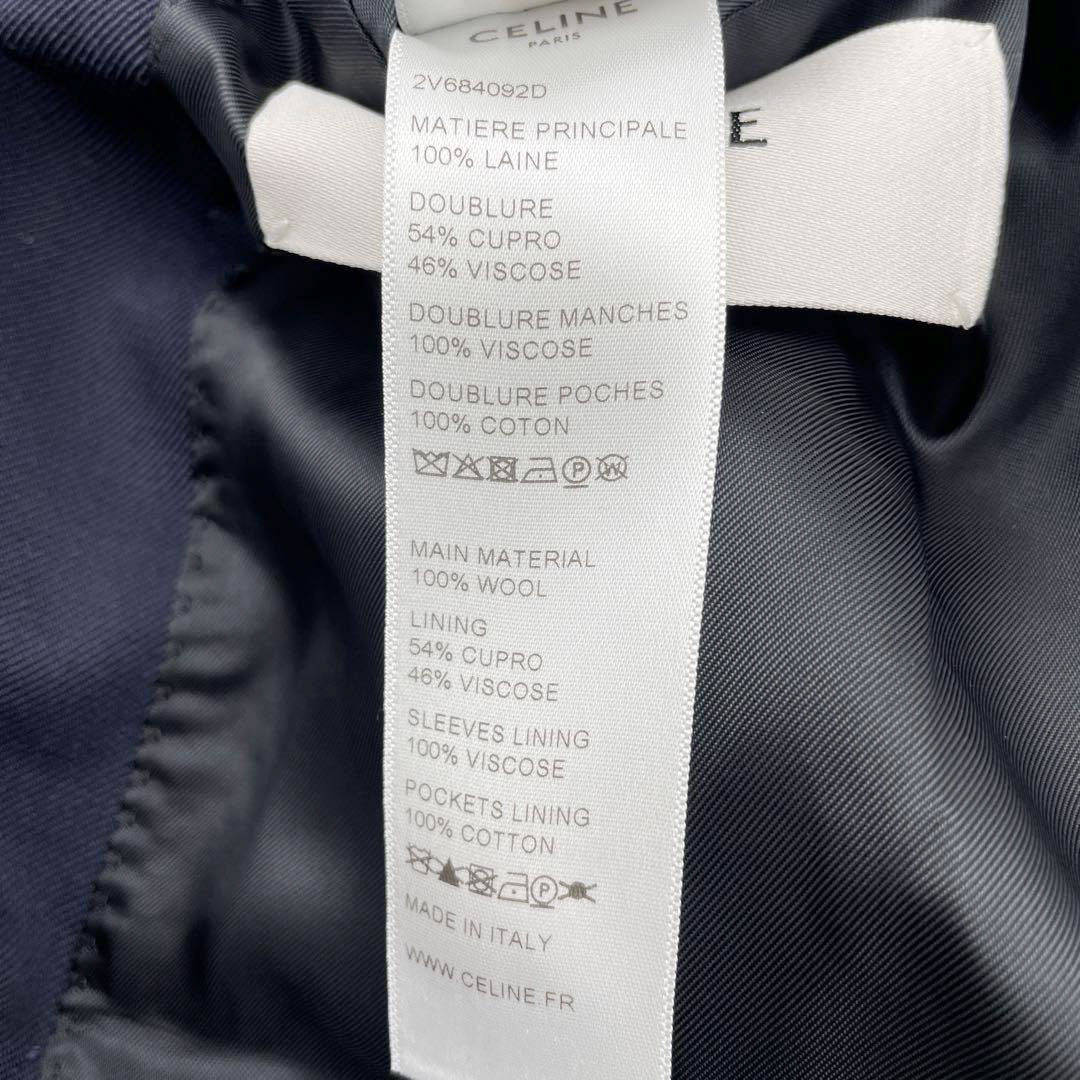 CELINE
PARIS
2V684092D
MATIERE PRINCIPALE
100% LAINE
DOUBLURE
54% CUPRO
46% VISCOSE
DOUBLURE MANCHES
100% VISCOSE
DOUBLURE POCHES
100% COTON
P W
MAIN MATERIAL
100% WOOL
LINING
54% CUPRO
46% VISCOSE
SLEEVES LINING
100% VISCOSE
POCKETS LINING
100% COTTON
P
MADE IN ITALY
WWW.CELINE.FR
E